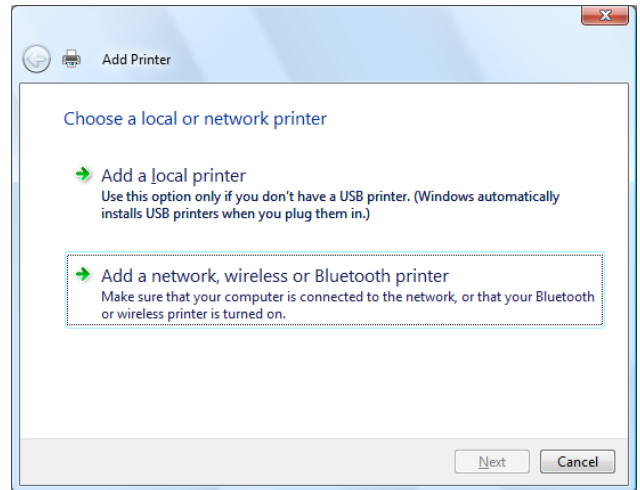 Add Printer
Choose a local or network printer
Add a local printer
Use this option only if you don't have a USB printer. (Windows automatically
installs USB printers when you plug them in.)
Add a network, wireless or Bluetooth printer
Make sure that your computer is connected to the network, or that your Bluetooth
or wireless printer is turned on.
Next Cancel